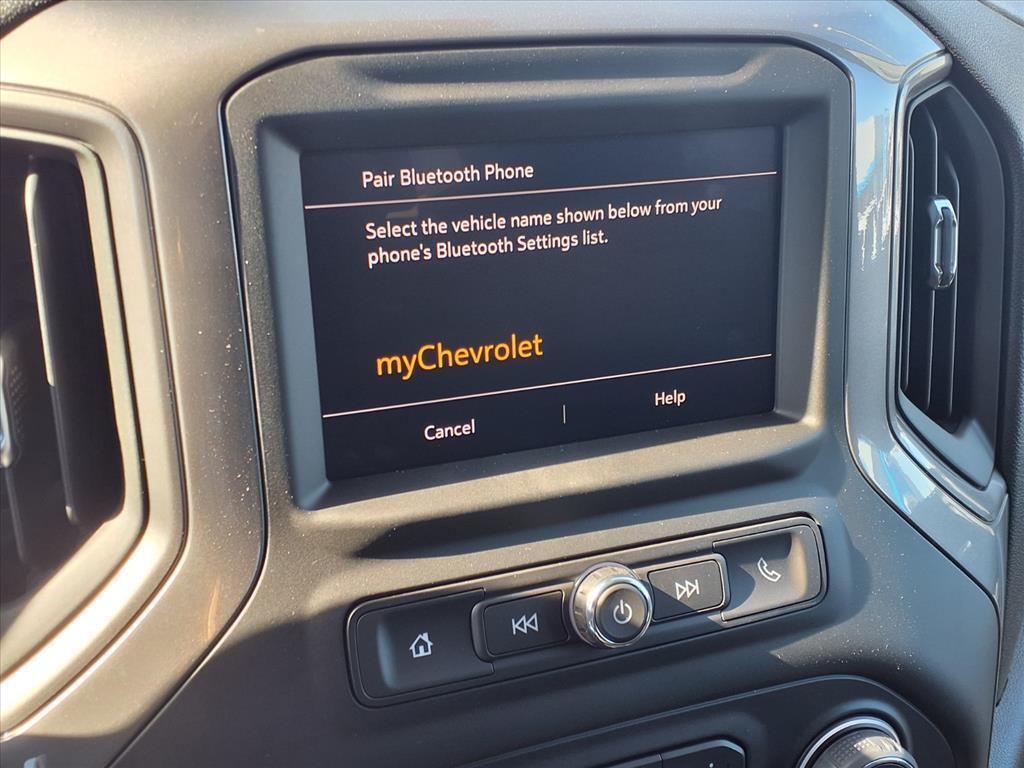 Pair Bluetooth Phone
Select the vehicle name shown below from your
phone's Bluetooth Settings list.
myChevrolet
Cancel
Help